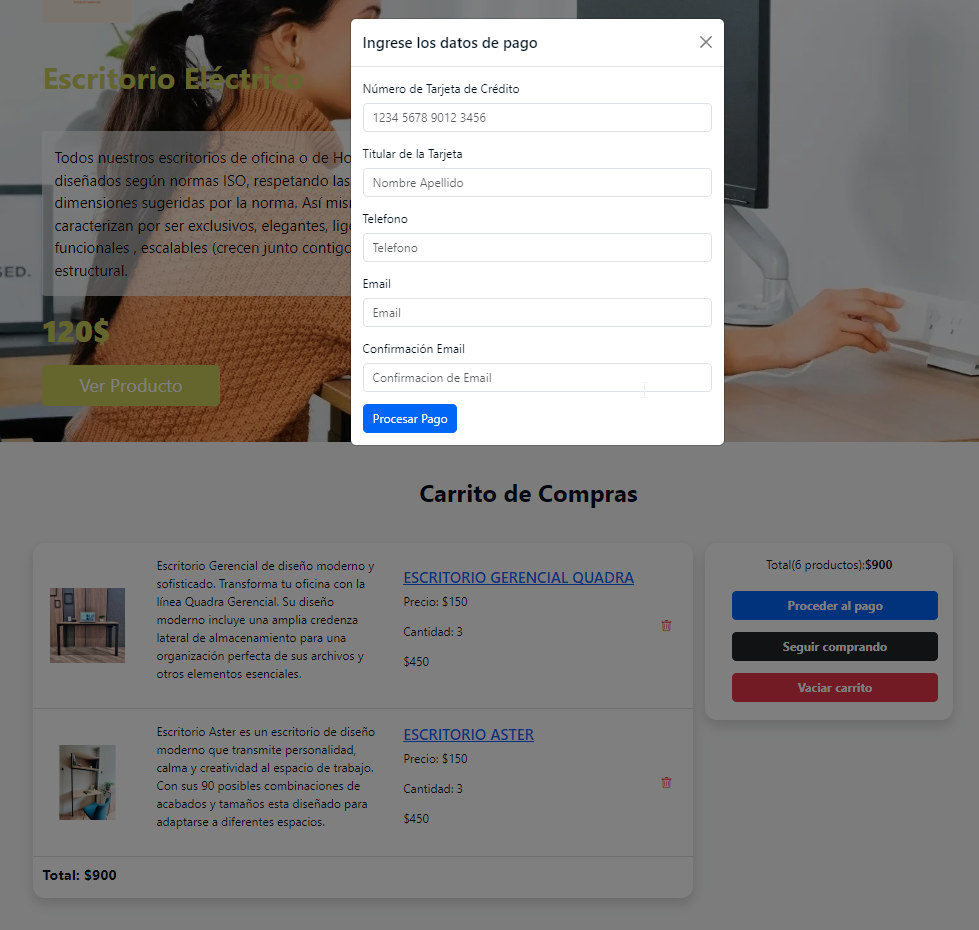 Escritorio Eléctrico
Todos nuestros escritorios de oficina o de Ho
diseñados según normas ISO, respetando las
dimensiones sugeridas por la norma. Así misr
caracterizan por ser exclusivos, elegantes, lige
funcionales , escalables (crecen junto contigo
estructural.
SED.
120$
Ver Producto
Ingrese los datos de pago
Número de Tarjeta de Crédito
1234 5678 9012 3456
Titular de la Tarjeta
Nombre Apellido
Telefono
Telefono
Email
Email
Confirmación Email
Confirmacion de Email
Procesar Pago
Carrito de Compras
Escritorio Gerencial de diseño moderno y
sofisticado. Transforma tu oficina con la
línea Quadra Gerencial. Su diseño
moderno incluye una amplia credenza
lateral de almacenamiento para una
organización perfecta de sus archivos y
otros elementos esenciales.
ESCRITORIO GERENCIAL QUADRA
Precio: $150
Cantidad: 3
$450
Escritorio Aster es un escritorio de diseño
moderno que transmite personalidad,
calma y creatividad al espacio de trabajo.
Con sus 90 posibles combinaciones de
acabados y tamaños esta diseñado para
adaptarse a diferentes espacios.
ESCRITORIO ASTER
Precio: $150
Cantidad: 3
$450
Total: $900
Total(6 productos):$900
Proceder al pago
Seguir comprando
Vaciar carrito